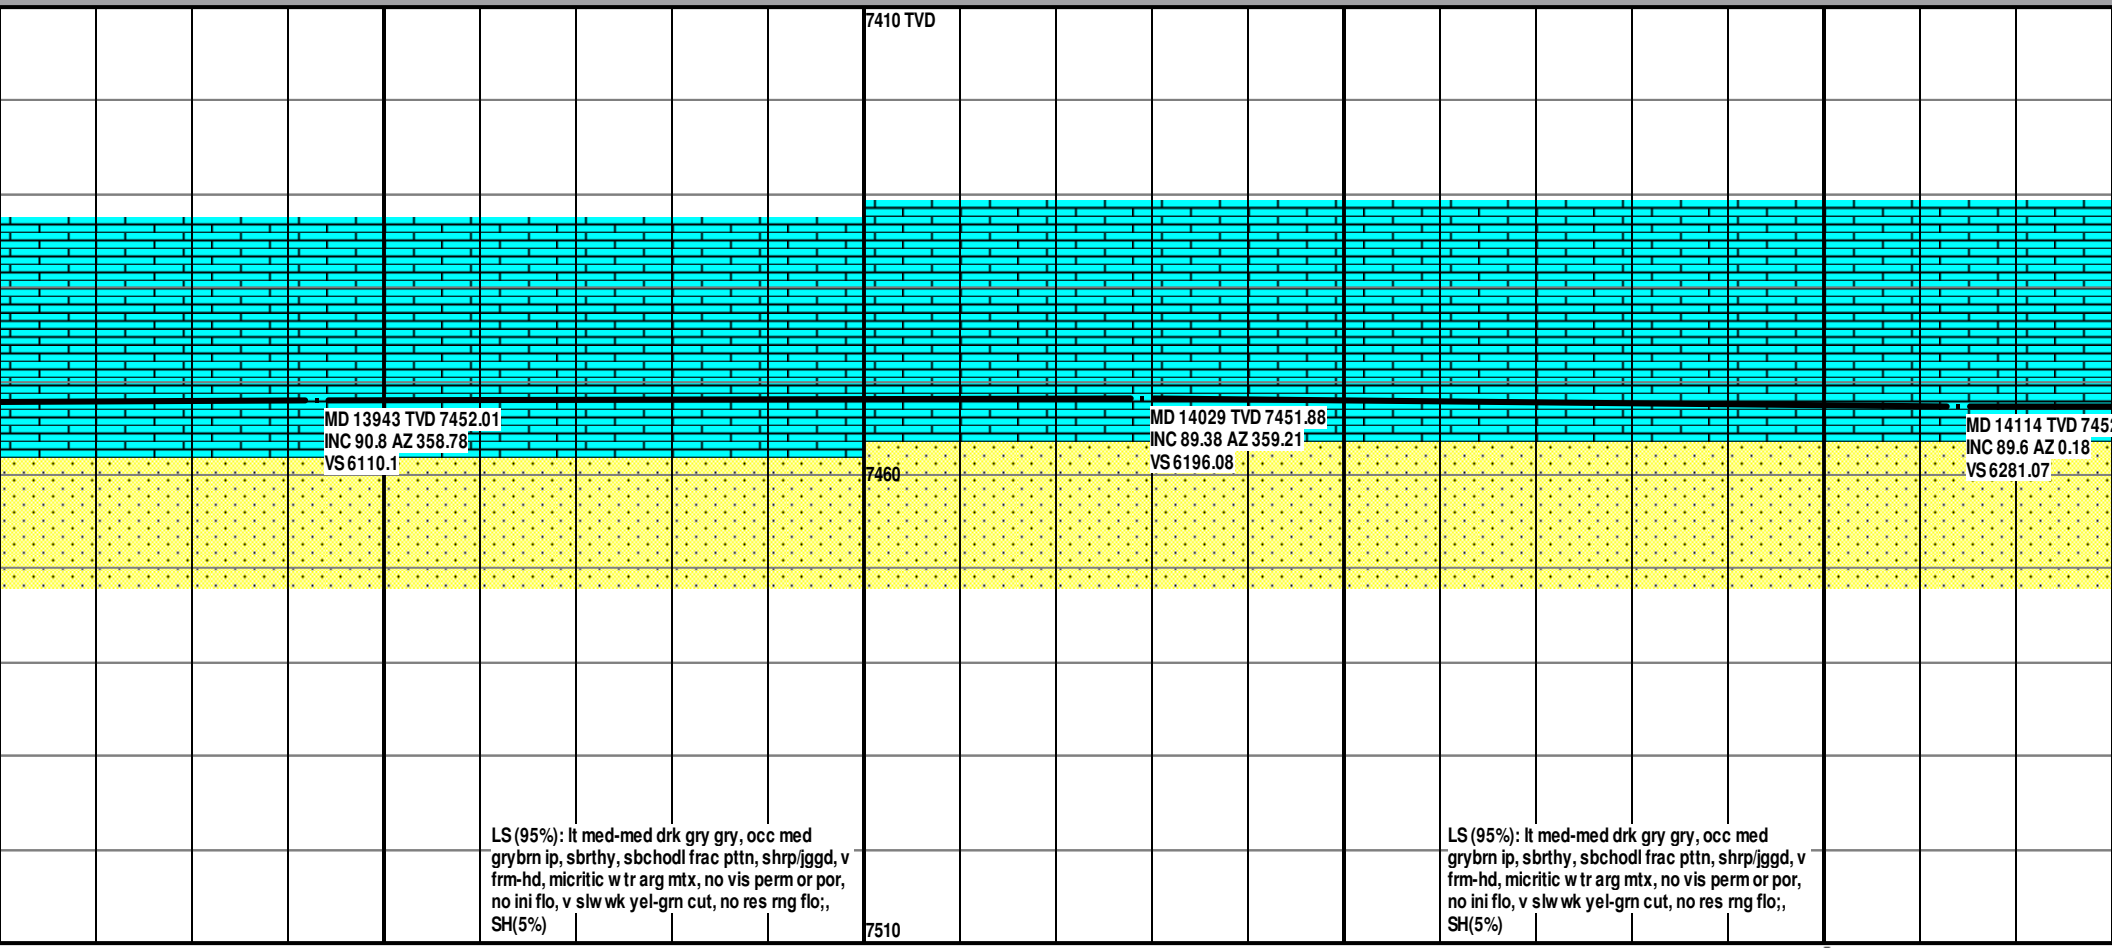 7410 TVD
MD 13943 TVD 7452.01
INC 90.8 AZ 358.78
VS 6110.1
MD 14029 TVD 7451.88
INC 89.38 AZ 359.21
VS 6196.08
MD 14114 TVD 745
INC 89.6 AZ 0.18
VS 6281.07
7460
LS (95%): lt med-med drk gry gry, occ med
grybrn ip, sbrthy, sbchodl frac pttn, shrp/jggd, v
frm-hd, micritic w tr arg mtx, no vis perm or por,
no ini flo, v slw wk yel-grn cut, no res rng flo;,
SH(5%)
LS (95%): lt med-med drk gry gry, occ med
grybrn ip, sbrthy, sbchodl frac pttn, shrp/jggd, v
frm-hd, micritic w tr arg mtx, no vis perm or por,
no ini flo, v slw wk yel-grn cut, no res rng flo;,
SH(5%)
7510